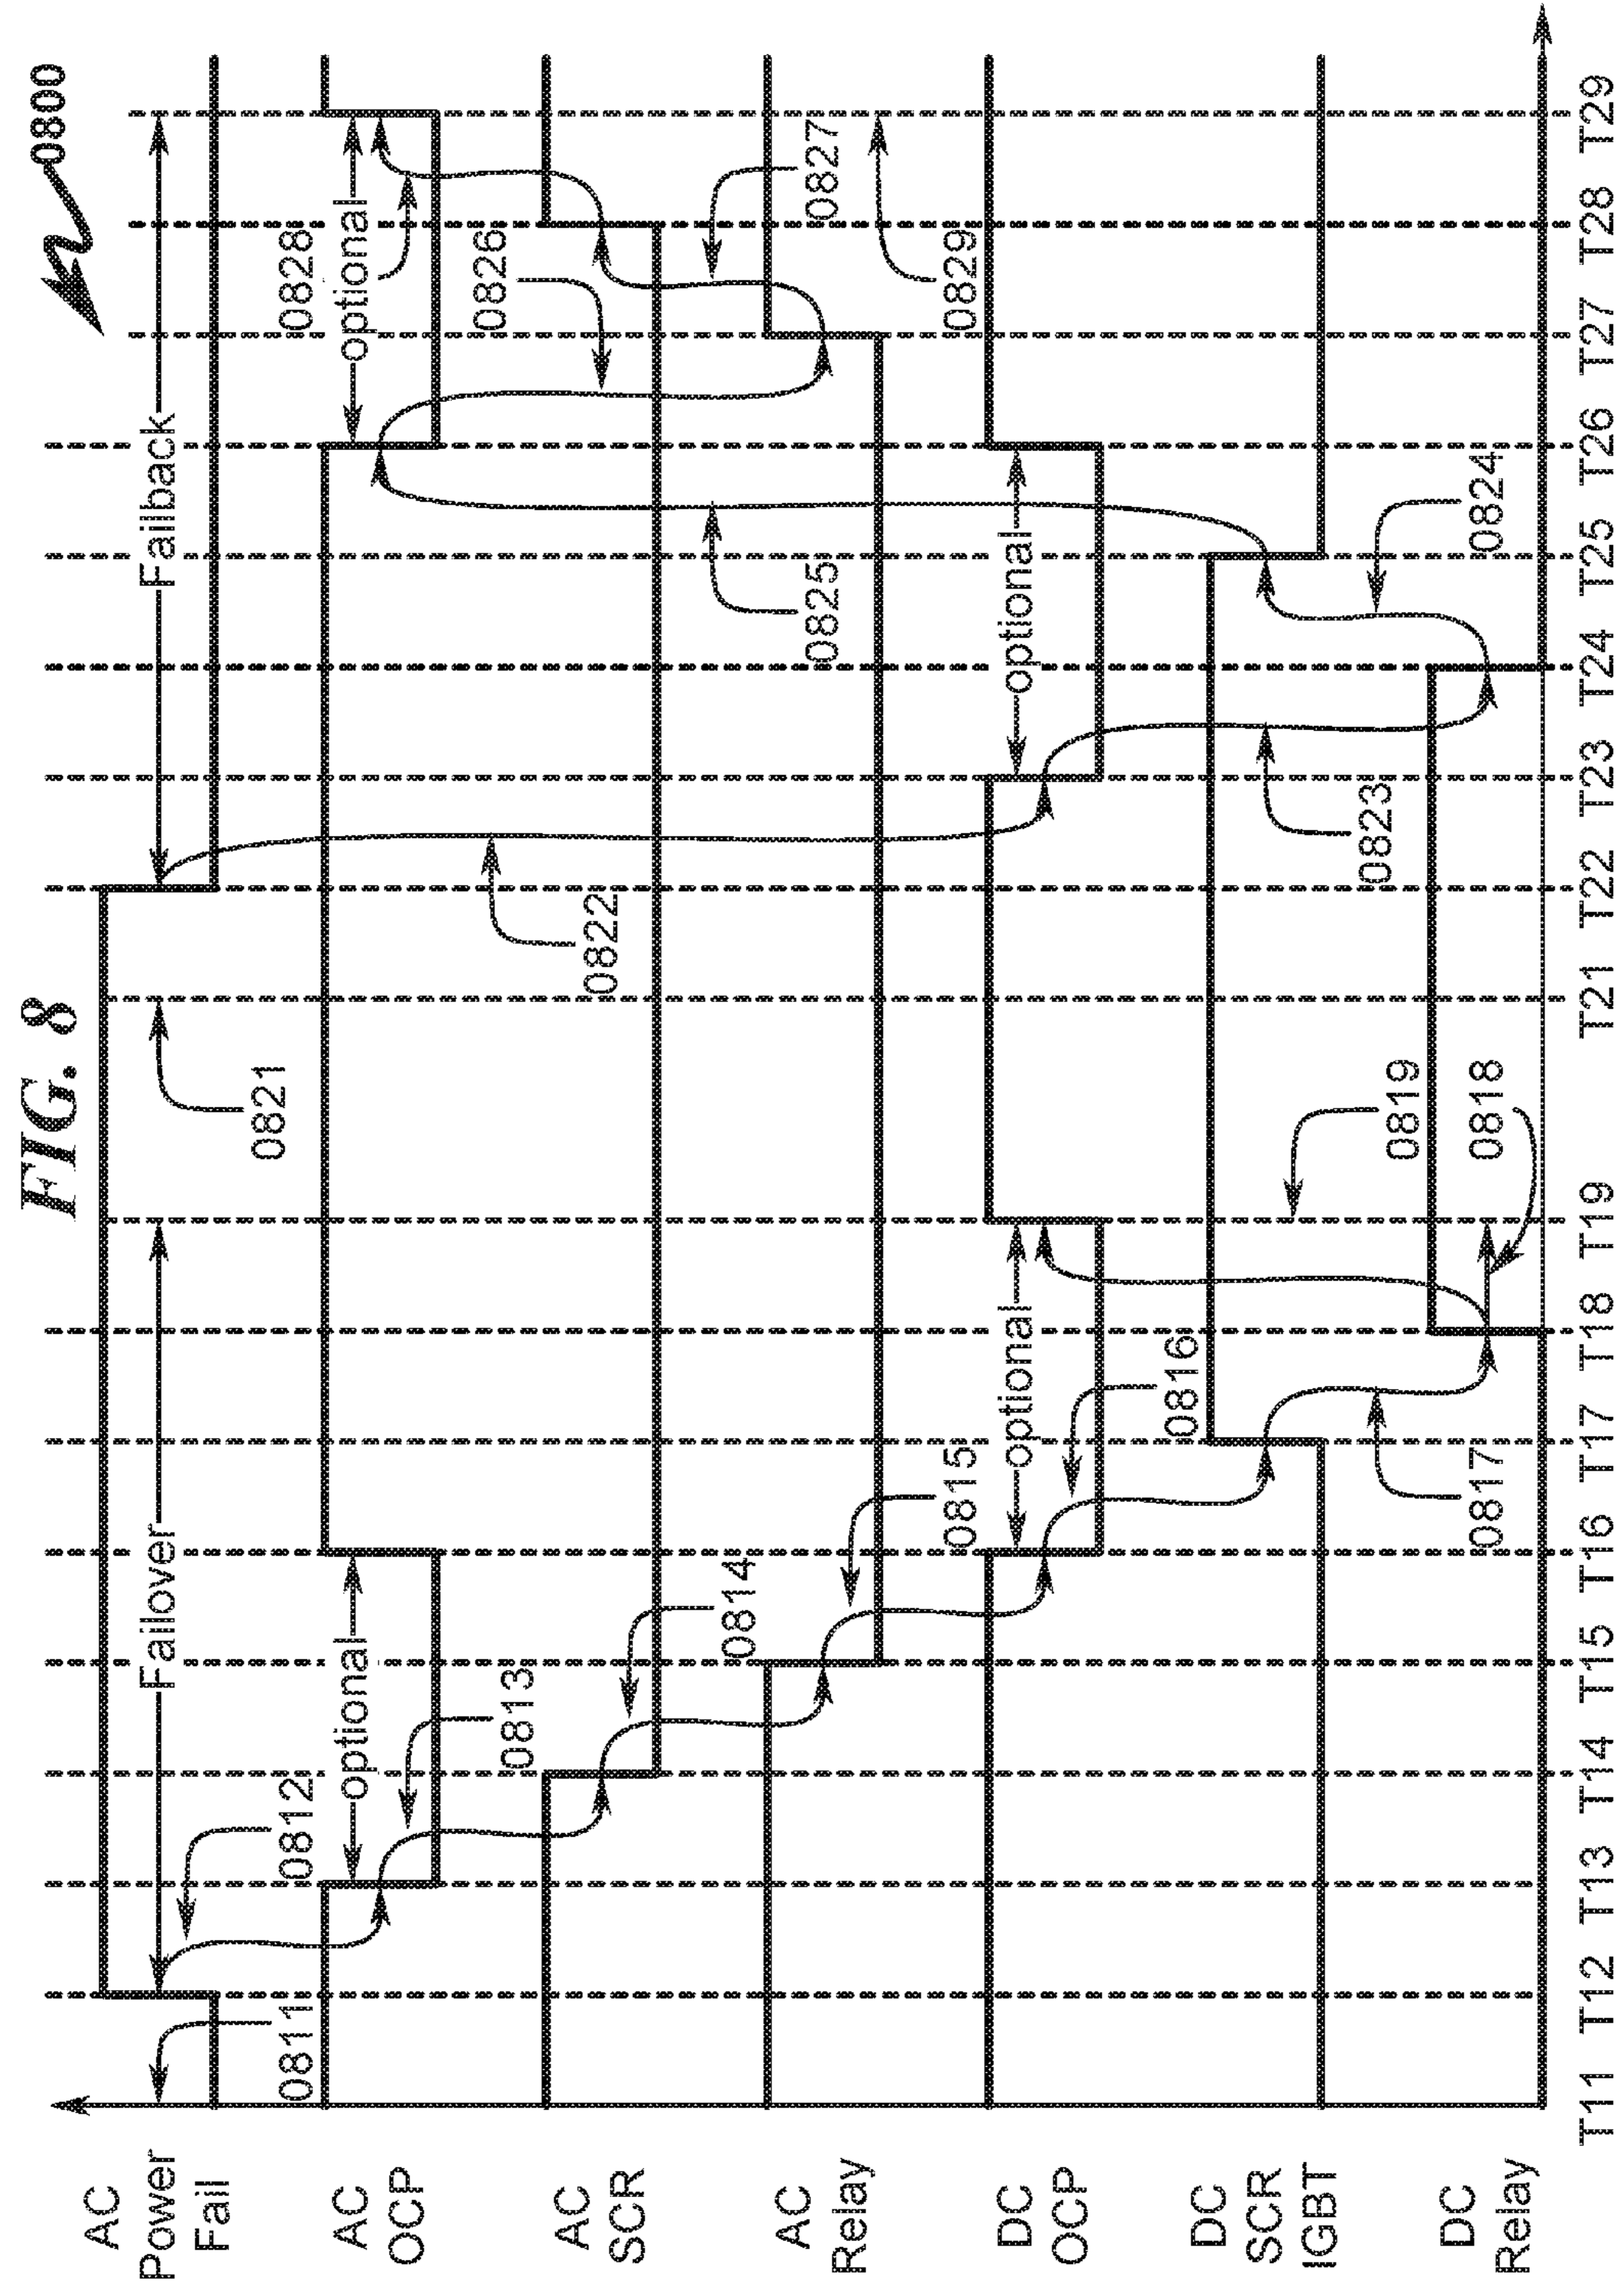 FIG. 8
0800
AC
Power
Fail
Failover
Failback
0811
0812
0821
AC
OCP
optional
optional
0813
0822
0826
0828
AC
SCR
0814
0825
0827
AC
Relay
0815
0829
DC
OCP
optional
optional
0816
0823
DC
SCR
IGBT
0819
0824
DC
Relay
0817
0818
T11 T12 T13 T14 T15 T16 T17 T18 T19 T21 T22 T23 T24 T25 T26 T27 T28 T29